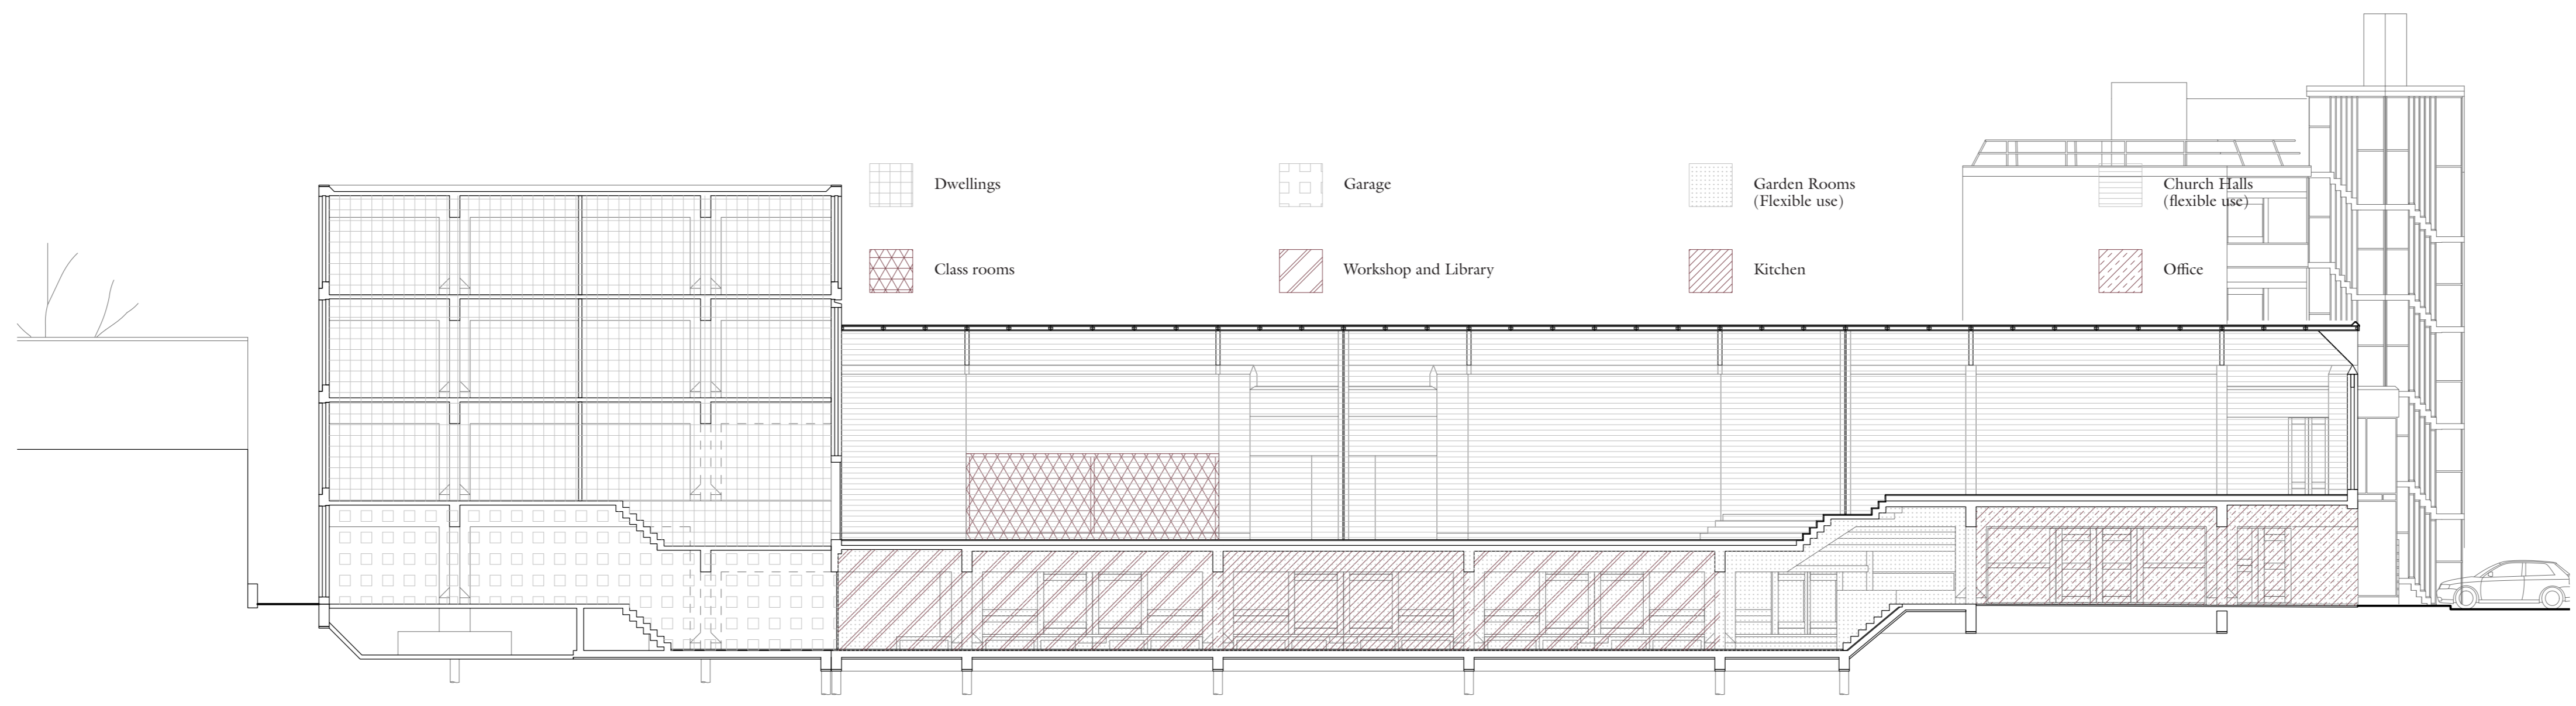 Dwellings
Garage
Garden Rooms
(Flexible use)
Church Halls
(flexible use)
Class rooms
Workshop and Library
Kitchen
Office